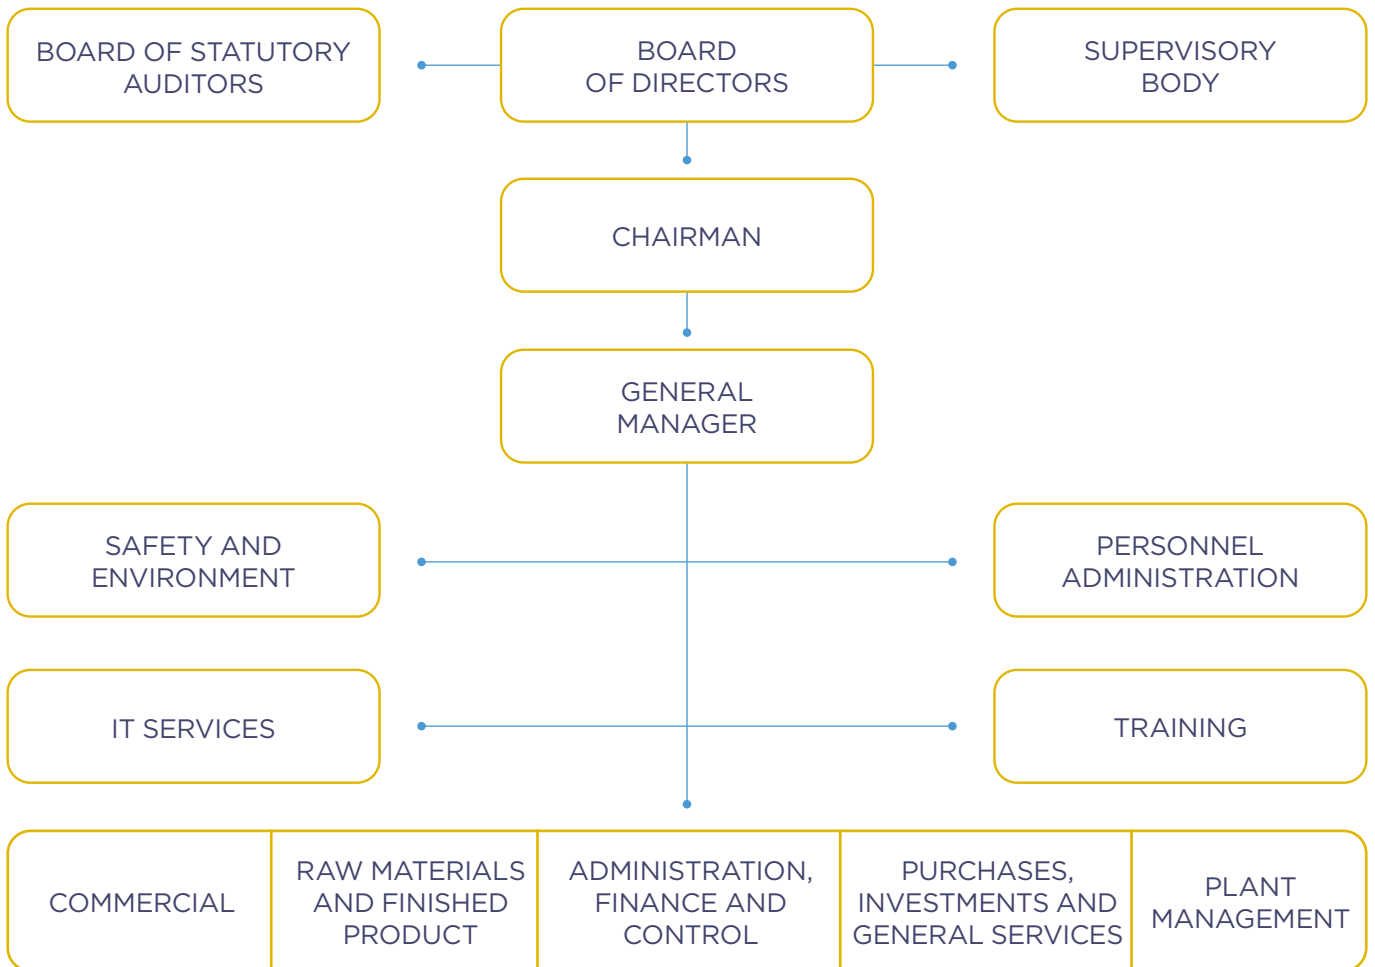 BOARD OF STATUTORY
AUDITORS
BOARD
OF DIRECTORS
SUPERVISORY
BODY
CHAIRMAN
GENERAL
MANAGER
SAFETY AND
ENVIRONMENT
PERSONNEL
ADMINISTRATION
IT SERVICES
TRAINING
COMMERCIAL
RAW MATERIALS
AND FINISHED
PRODUCT
ADMINISTRATION,
FINANCE AND
CONTROL
PURCHASES,
INVESTMENTS AND
GENERAL SERVICES
PLANT
MANAGEMENT